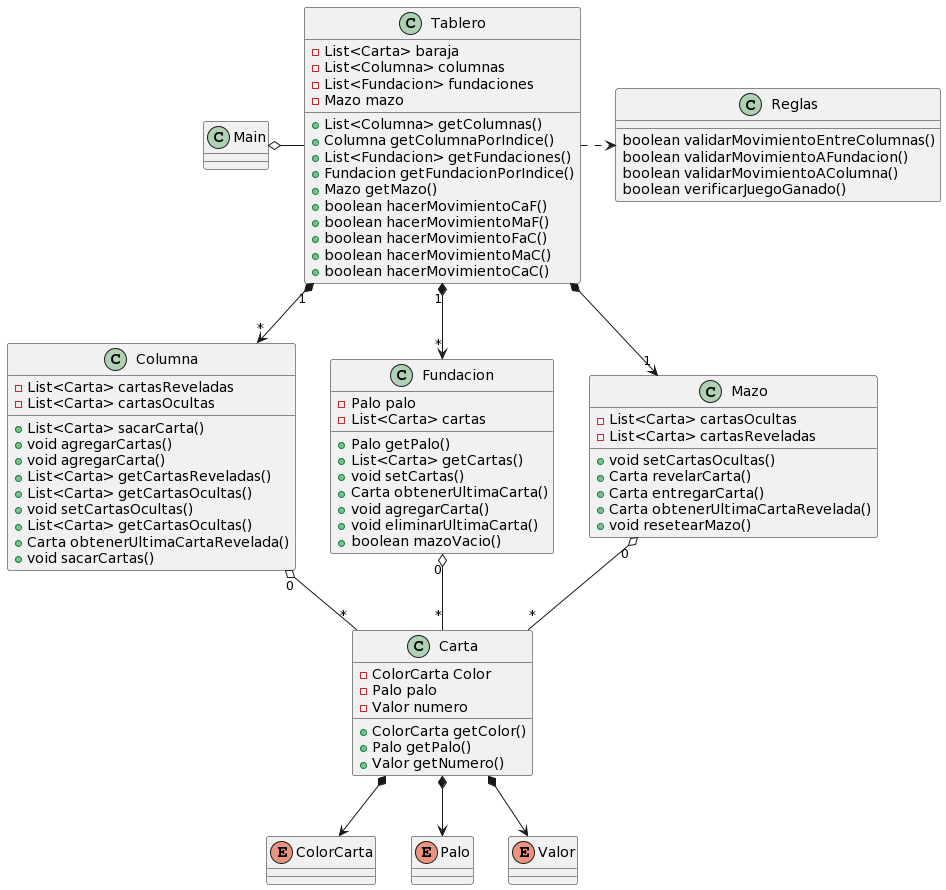 C Tablero
List<Carta> baraja
List<Columna> columnas
List<Fundacion> fundaciones
Mazo mazo
List<Columna> getColumnas()
Columna getColumnaPorIndice()
List<Fundacion> getFundaciones()
Fundacion getFundacionPorIndice()
Mazo getMazo()
boolean hacerMovimientoCaF()
boolean hacerMovimientoMaF()
boolean hacerMovimientoFaC()
boolean hacerMovimientoMaC()
boolean hacerMovimientoCaC()
C Main
C Reglas
boolean validarMovimientoEntreColumnas()
boolean validarMovimientoAFundacion()
boolean validarMovimientoAColumna()
boolean verificarJuegoGanado()
1
*
1
*
1
C Columna
List<Carta> cartasReveladas
List<Carta> cartasOcultas
List<Carta> sacarCarta()
void agregarCartas()
void agregarCarta()
List<Carta> getCartasReveladas()
List<Carta> getCartasOcultas()
void setCartasOcultas()
List<Carta> getCartasOcultas()
Carta obtenerUltimaCartaRevelada()
void sacarCartas()
C Fundacion
Palo palo
List<Carta> cartas
Palo getPalo()
List<Carta> getCartas()
void setCartas()
Carta obtenerUltimaCarta()
void agregarCarta()
void eliminarUltimaCarta()
boolean mazoVacio()
C Mazo
List<Carta> cartasOcultas
List<Carta> cartasReveladas
void setCartasOcultas()
Carta revelarCarta()
Carta entregarCarta()
Carta obtenerUltimaCartaRevelada()
void resetearMazo()
0
*
0
*
0
*
C Carta
ColorCarta Color
Palo palo
Valor numero
ColorCarta getColor()
Palo getPalo()
Valor getNumero()
E ColorCarta
E Palo
E Valor